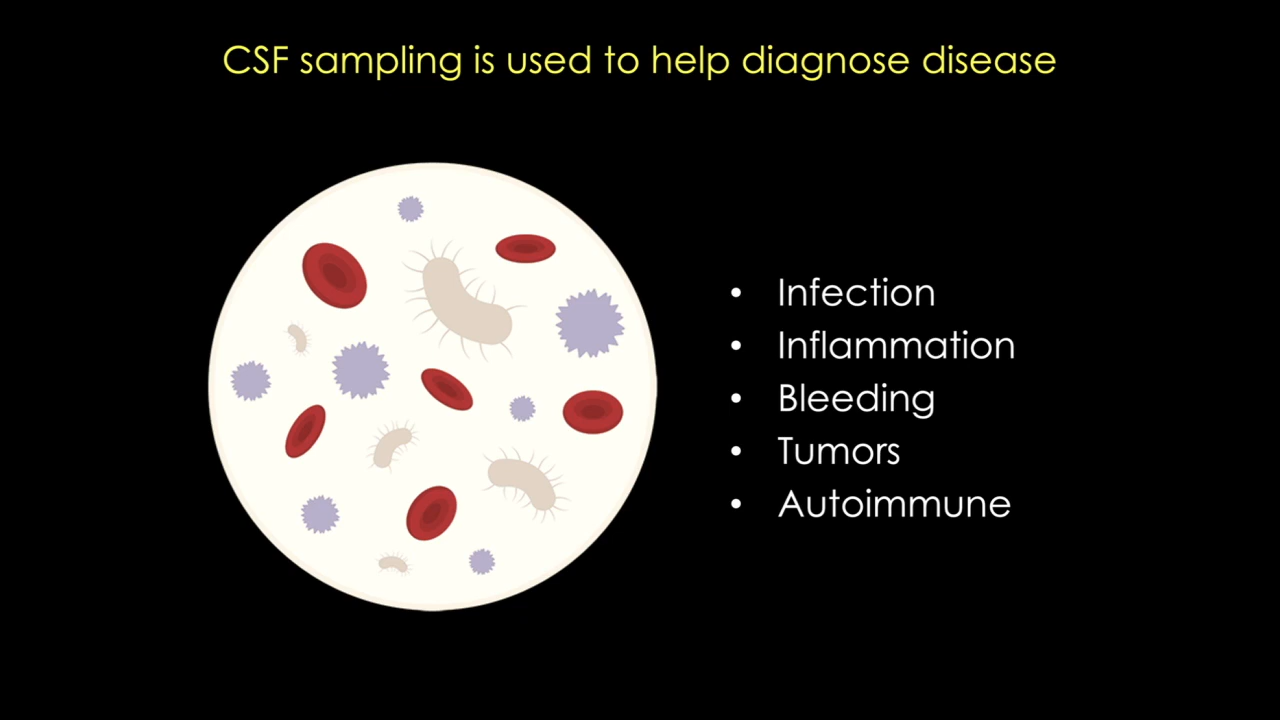 CSF sampling is used to help diagnose disease
• Infection
• Inflammation
• Bleeding
• Tumors
• Autoimmune